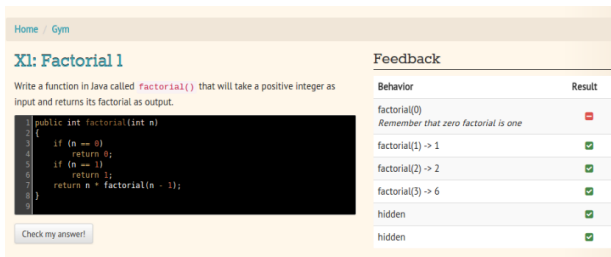 Home / Gym
X1: Factorial 1
Write a function in Java called factorial() that will take a positive integer as
input and returns its factorial as output.
1 public int factorial(int n)
2 {
3     if (n == 0)
4         return 0;
5     if (n == 1)
6         return 1;
7     return n * factorial(n - 1);
8 }
9
Check my answer!
Feedback
Behavior Result
factorial(0)
Remember that zero factorial is one
factorial(1) -> 1
factorial(2) -> 2
factorial(3) -> 6
hidden
hidden